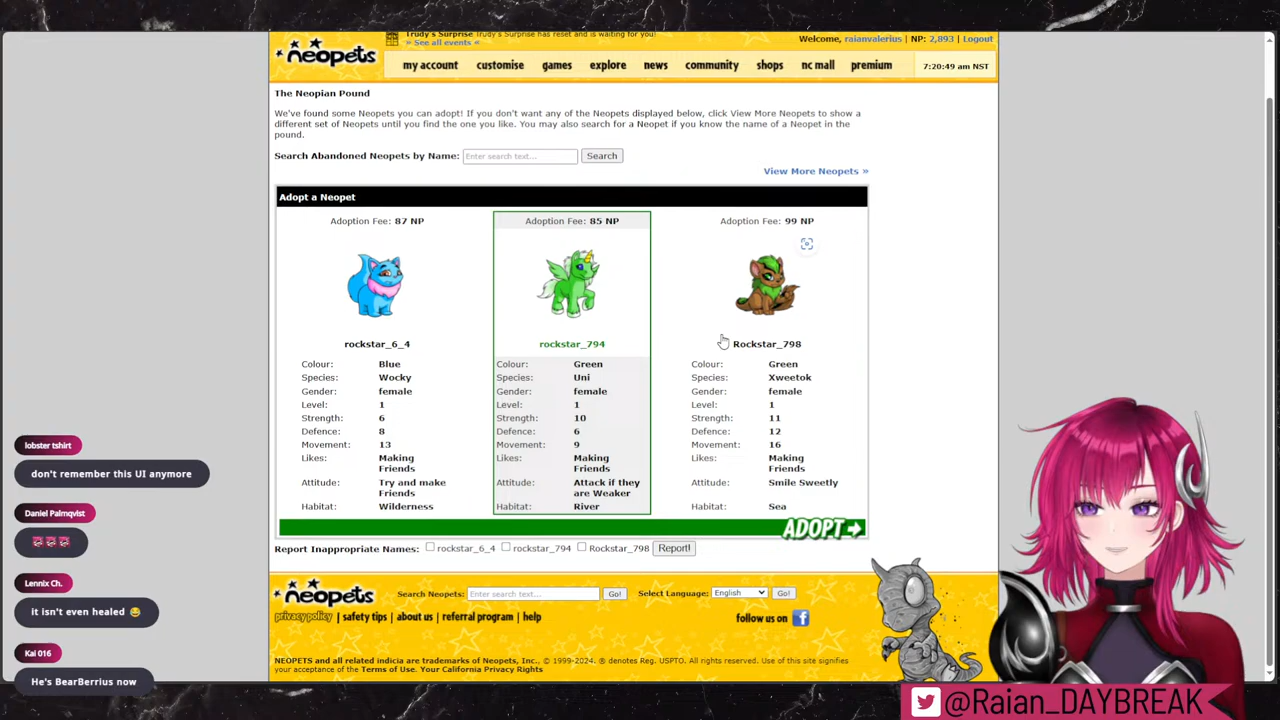 Trudy's Surprise has reset and is waiting for you!
» See all events «
Welcome, raianvalerius | NP: 2,893 | Logout
neopets
my account customise games explore news community shops nc mall premium
7:20:49 am NST
The Neopian Pound
We've found some Neopets you can adopt! If you don't want any of the Neopets displayed below, click View More Neopets to show a
different set of Neopets until you find the one you like. You may also search for a Neopet if you know the name of a Neopet in the
pound.
Search Abandoned Neopets by Name: Enter search text... Search
View More Neopets »
Adopt a Neopet
Adoption Fee: 87 NP
rockstar_6_4
Colour: Blue
Species: Wocky
Gender: female
Level: 1
Strength: 6
Defence: 8
Movement: 13
Likes: Making
Friends
Attitude: Try and make
Friends
Habitat: Wilderness
Adoption Fee: 85 NP
rockstar_794
Colour: Green
Species: Uni
Gender: female
Level: 1
Strength: 10
Defence: 6
Movement: 9
Likes: Making
Friends
Attitude: Attack if they
are Weaker
Habitat: River
Adoption Fee: 99 NP
Rockstar_798
Colour: Green
Species: Xweetok
Gender: female
Level: 1
Strength: 11
Defence: 12
Movement: 16
Likes: Making
Friends
Attitude: Smile Sweetly
Habitat: Sea
ADOPT
Report Inappropriate Names: rockstar_6_4 rockstar_794 Rockstar_798 Report!
neopets
Search Neopets: Enter search text... Go! Select Language: English Go!
privacy policy | safety tips | about us | referral program | help
follow us on f
NEOPETS and all related indicia are trademarks of Neopets, Inc., © 1999-2024. ® denotes Reg. USPTO. All rights reserved. Use of this site signifies
your acceptance of the Terms of Use. Your California Privacy Rights
lobster tshirt
don't remember this UI anymore
Daniel Palmqvist
Lennix Ch.
it isn't even healed 😂
Kai 016
He's BearBerrius now
@Raian_DAYBREAK